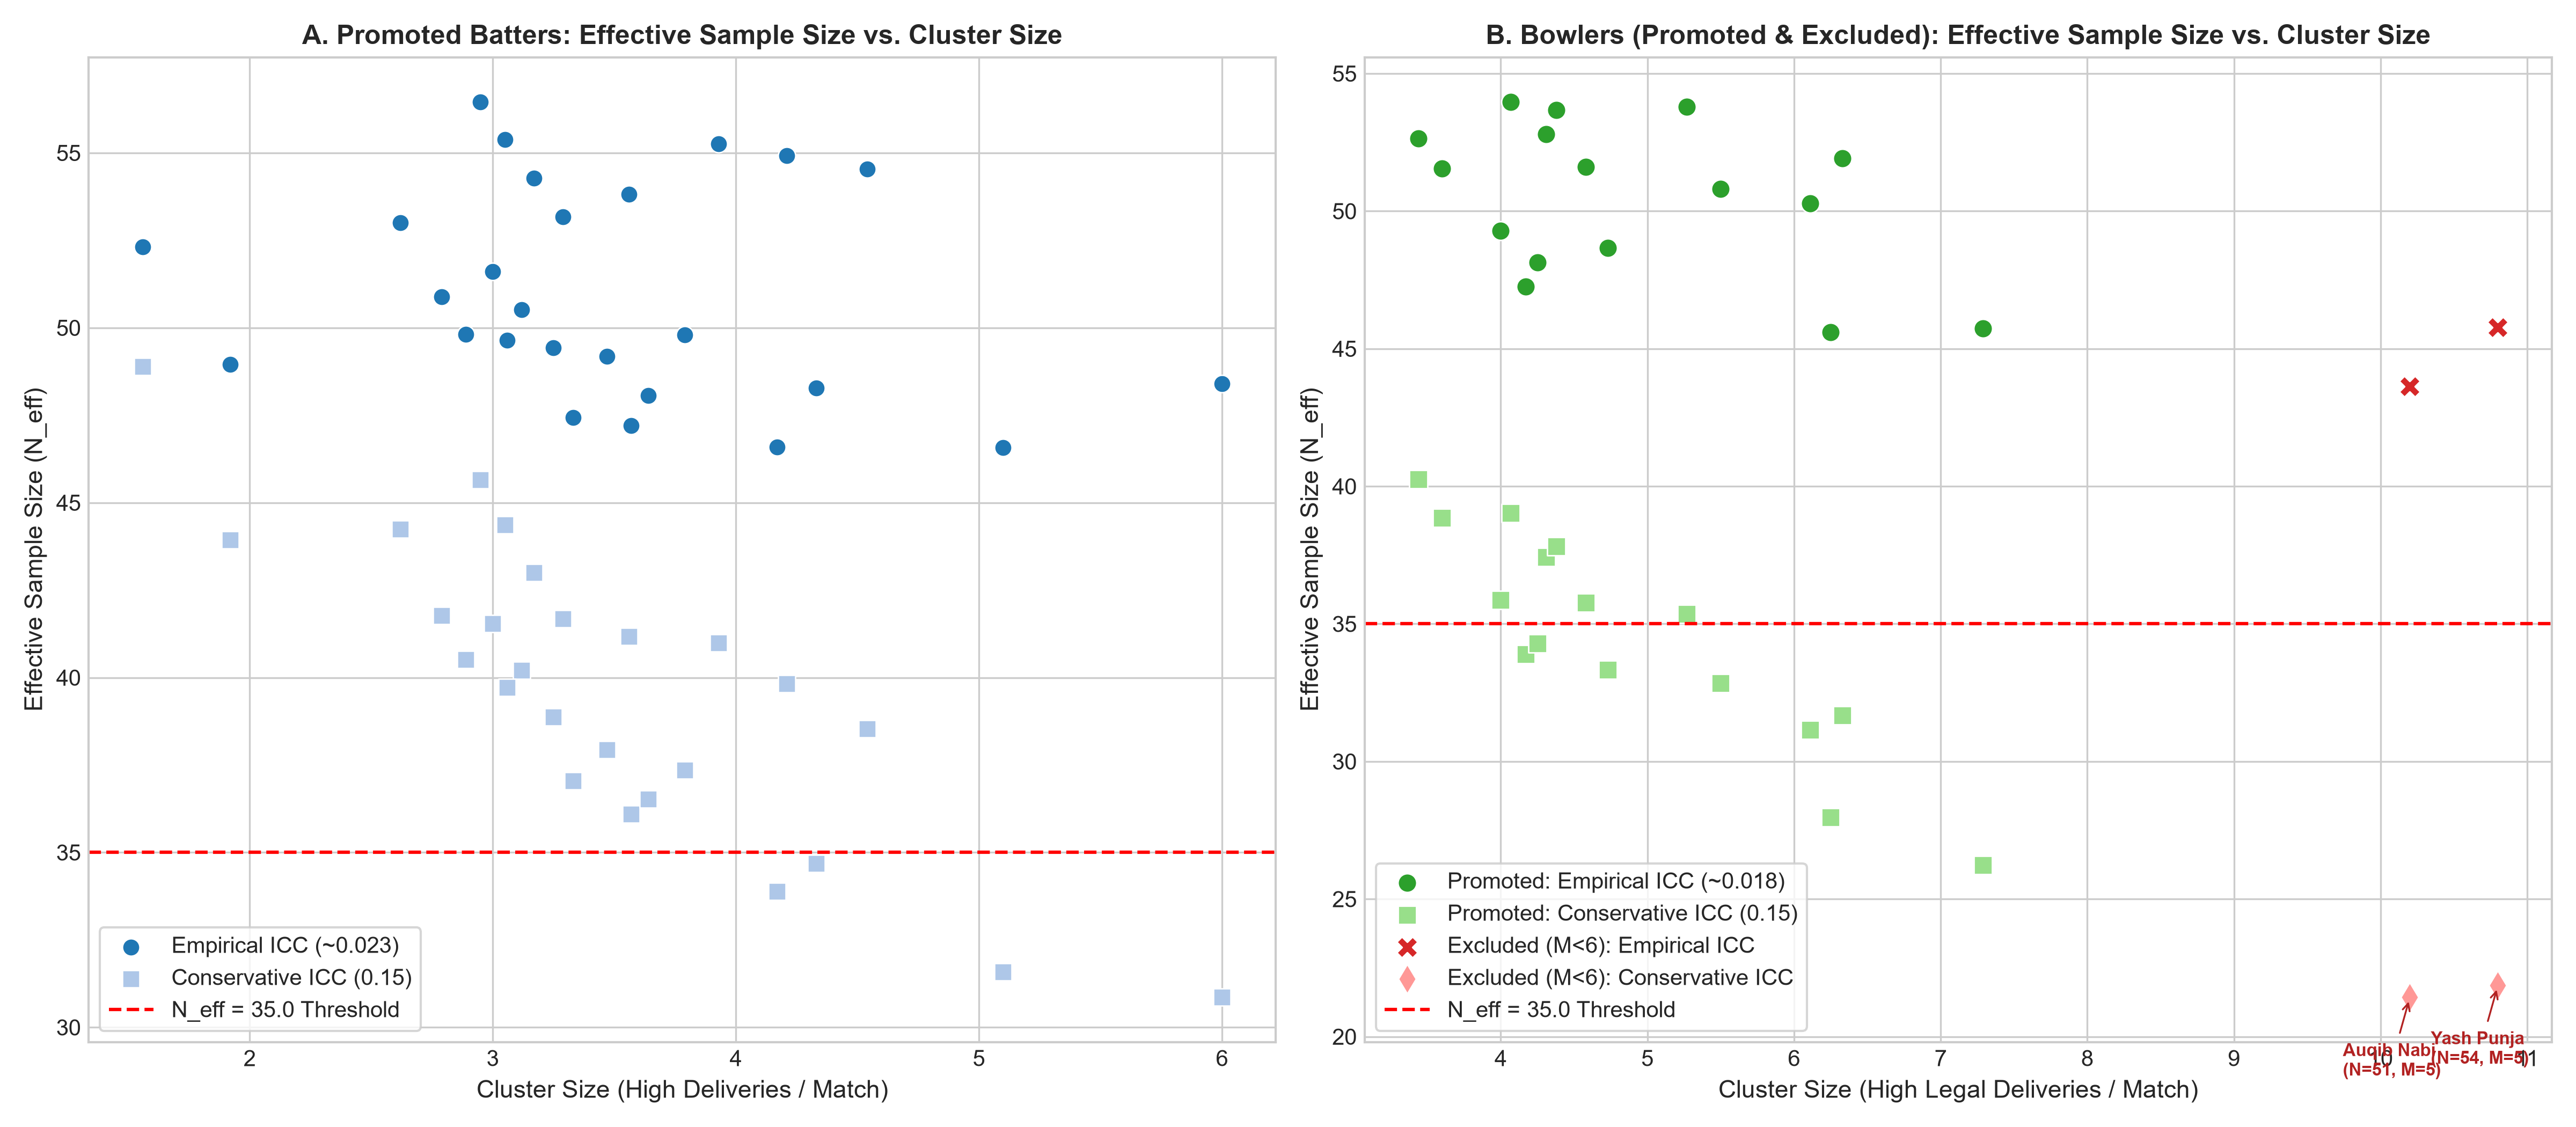 A. Promoted Batters: Effective Sample Size vs. Cluster Size
Effective Sample Size (N_eff)
55
50
45
40
35
30
Empirical ICC (~0.023)
Conservative ICC (0.15)
N_eff = 35.0 Threshold
2 3 4 5 6
Cluster Size (High Deliveries / Match)
B. Bowlers (Promoted & Excluded): Effective Sample Size vs. Cluster Size
Effective Sample Size (N_eff)
55
50
45
40
35
30
25
20
Promoted: Empirical ICC (~0.018)
Promoted: Conservative ICC (0.15)
Excluded (M<6): Empirical ICC
Excluded (M<6): Conservative ICC
N_eff = 35.0 Threshold
Auqib Nabi
(N=51, M=5)
Yash Punja
(N=54, M=5)
4 5 6 7 8 9 10 11
Cluster Size (High Legal Deliveries / Match)